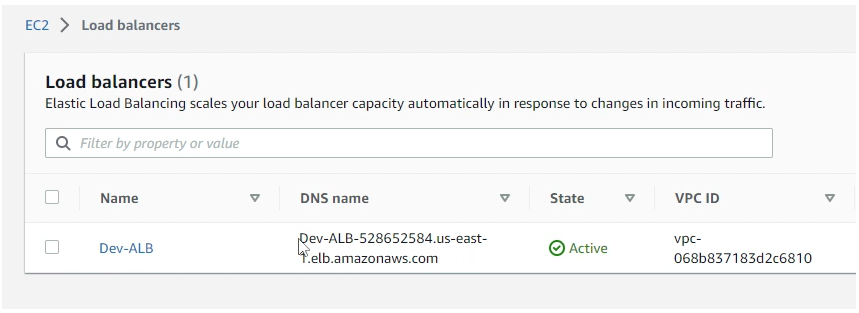 EC2 > Load balancers
Load balancers (1)
Elastic Load Balancing scales your load balancer capacity automatically in response to changes in incoming traffic.
Filter by property or value
Name DNS name State VPC ID
Dev-ALB Dev-ALB-528652584.us-east- Active vpc-
1.elb.amazonaws.com 068b837183d2c6810